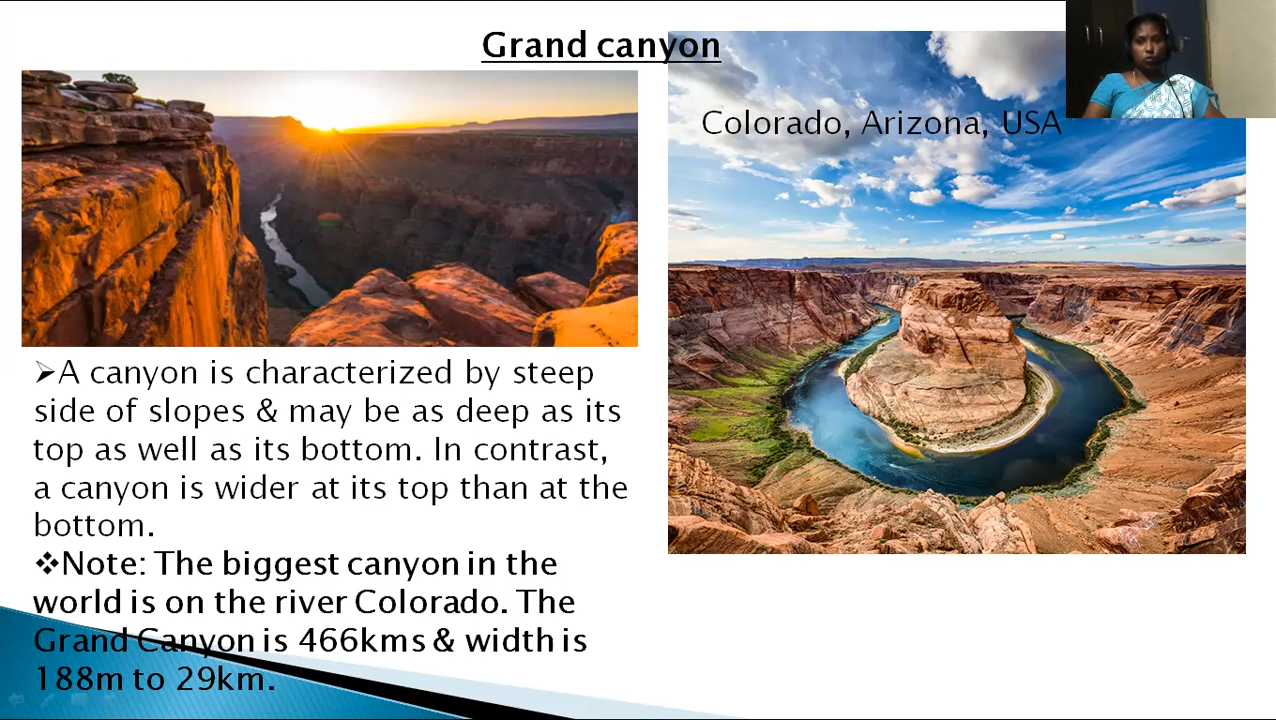 Grand canyon
Colorado, Arizona, USA
➢A canyon is characterized by steep
side of slopes & may be as deep as its
top as well as its bottom. In contrast,
a canyon is wider at its top than at the
bottom.
❖Note: The biggest canyon in the
world is on the river Colorado. The
Grand Canyon is 466kms & width is
188m to 29km.